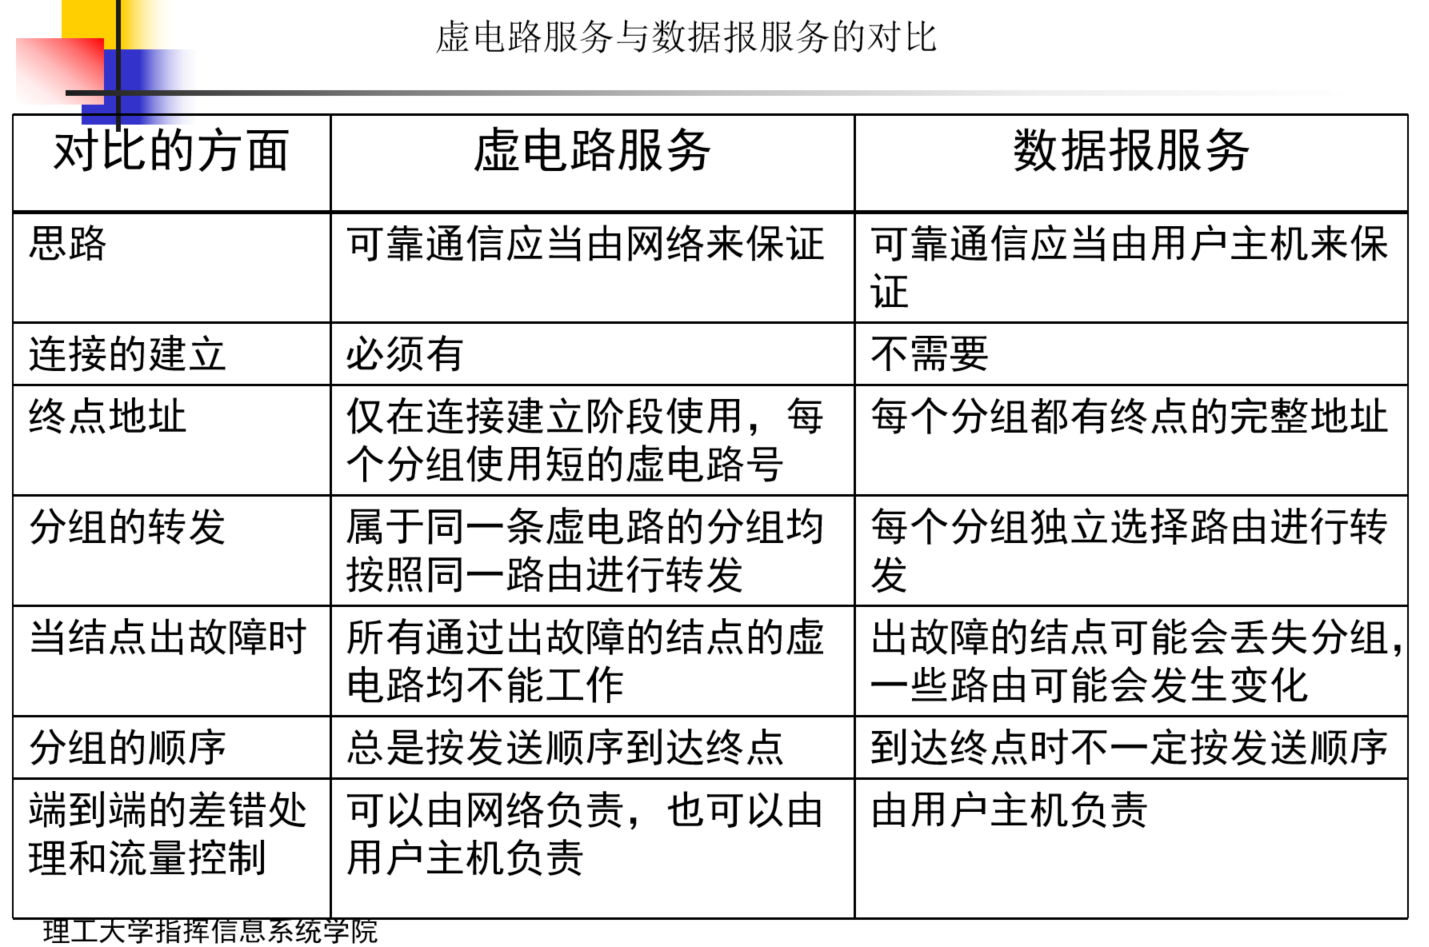 虚电路服务与数据报服务的对比
对比的方面
虚电路服务
数据报服务
思路
可靠通信应当由网络来保证
可靠通信应当由用户主机来保
证
连接的建立
必须有
不需要
终点地址
仅在连接建立阶段使用，每
个分组使用短的虚电路号
每个分组都有终点的完整地址
分组的转发
属于同一条虚电路的分组均
按照同一路由进行转发
每个分组独立选择路由进行转
发
当结点出故障时
所有通过出故障的结点的虚
电路均不能工作
出故障的结点可能会丢失分组，
一些路由可能会发生变化
分组的顺序
总是按发送顺序到达终点
到达终点时不一定按发送顺序
端到端的差错处
理和流量控制
可以由网络负责，也可以由
用户主机负责
由用户主机负责
理工大学指挥信息系统学院